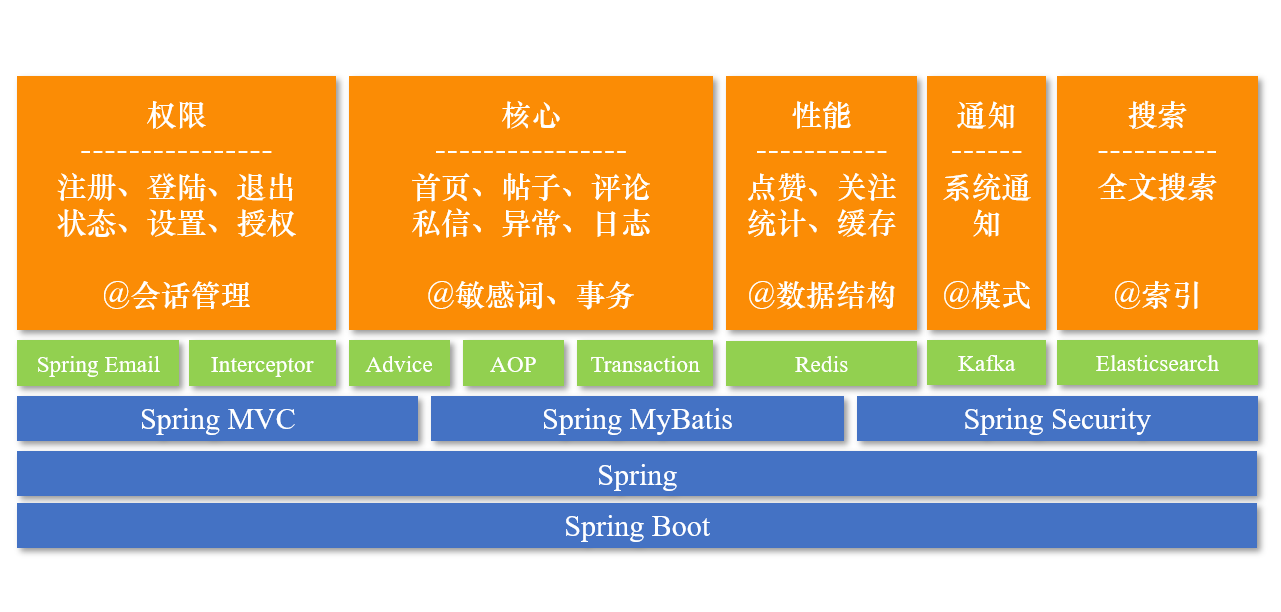 权限
----------------
注册、登陆、退出
状态、设置、授权
@会话管理
核心
----------------
首页、帖子、评论
私信、异常、日志
@敏感词、事务
性能
-----------
点赞、关注
统计、缓存
@数据结构
通知
------
系统通
知
@模式
搜索
----------
全文搜索
@索引
Spring Email
Interceptor
Advice
AOP
Transaction
Redis
Kafka
Elasticsearch
Spring MVC
Spring MyBatis
Spring Security
Spring
Spring Boot